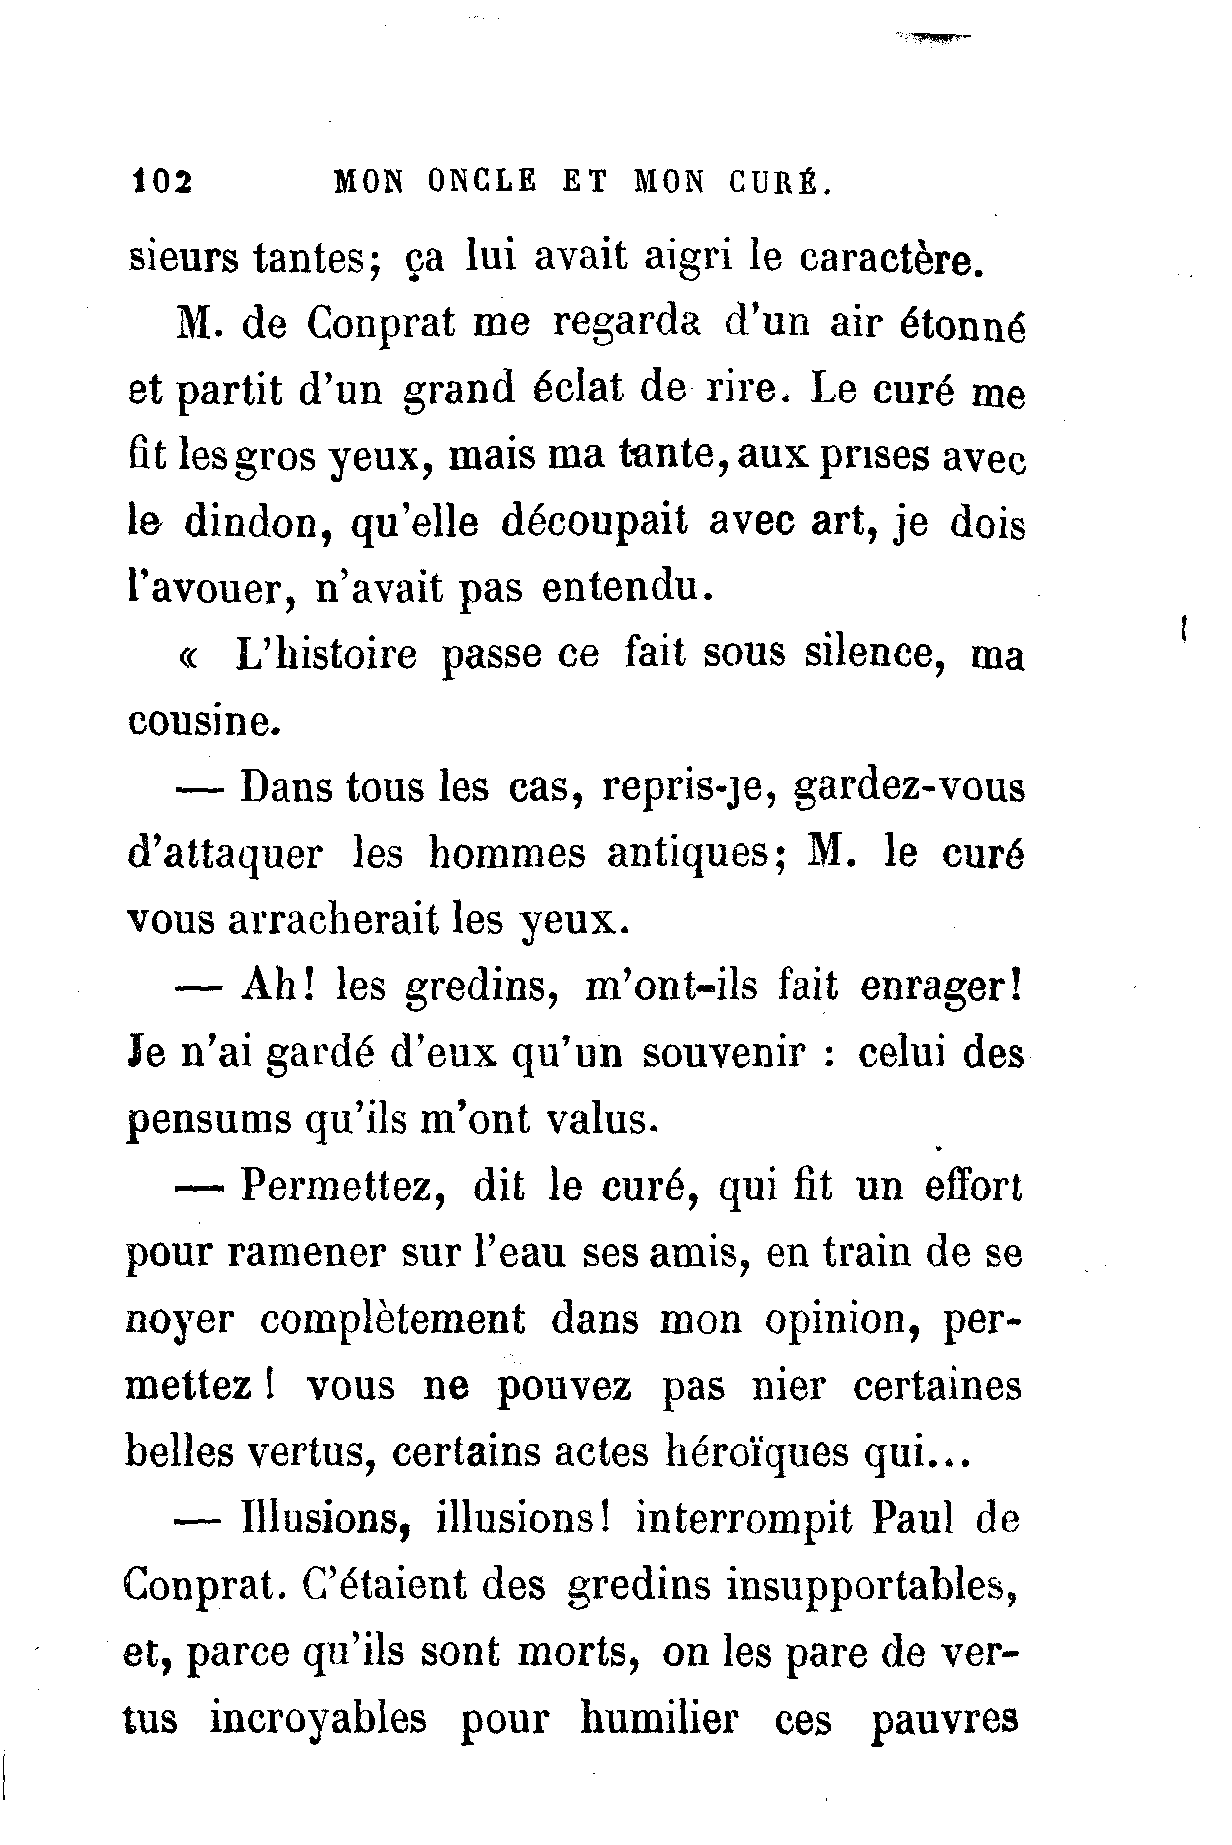 102 MON ONCLE ET MON CURÉ.
sieurs tantes; ça lui avait aigri le caractère.
M. de Conprat me regarda d'un air étonné
et partit d'un grand éclat de rire. Le curé me
fit les gros yeux, mais ma tante, aux prises avec
le dindon, qu'elle découpait avec art, je dois
l'avouer, n'avait pas entendu.
« L'histoire passe ce fait sous silence, ma
cousine.
— Dans tous les cas, repris-je, gardez-vous
d'attaquer les hommes antiques; M. le curé
vous arracherait les yeux.
— Ah! les gredins, m'ont-ils fait enrager!
Je n'ai gardé d'eux qu'un souvenir : celui des
pensums qu'ils m'ont valus.
— Permettez, dit le curé, qui fit un effort
pour ramener sur l'eau ses amis, en train de se
noyer complètement dans mon opinion, per-
mettez! vous ne pouvez pas nier certaines
belles vertus, certains actes héroïques qui...
— Illusions, illusions! interrompit Paul de
Conprat. C'étaient des gredins insupportables,
et, parce qu'ils sont morts, on les pare de ver-
tus incroyables pour humilier ces pauvres